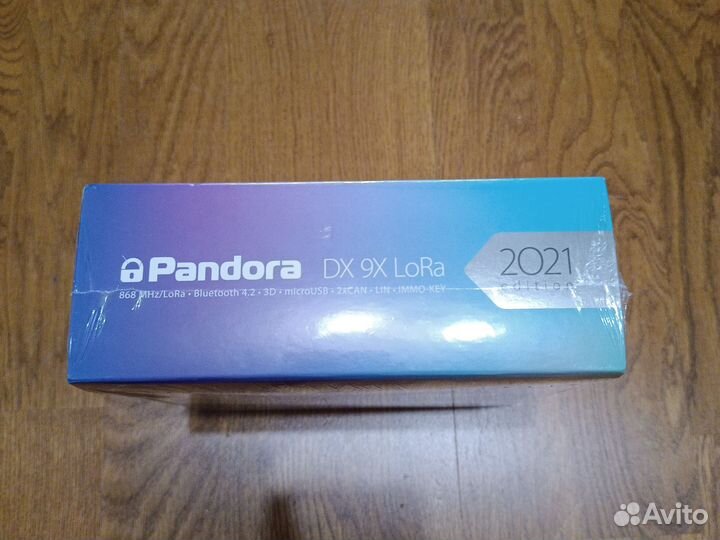 Pandora DX 9X LoRa
868 MHz/LoRa • Bluetooth 4.2 • 3D • microUSB • 2xCAN • LIN • IMMO-KEY
2021
edition
Avito